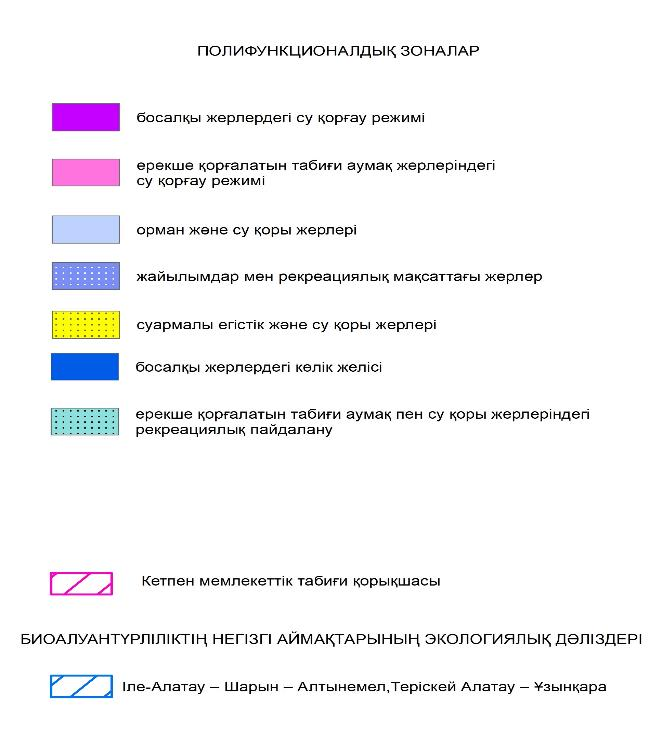 ПОЛИФУНКЦИОНАЛДЫҚ ЗОНАЛАР
босалқы жерлердегі су қорғау режимі
ерекше қорғалатын табиғи аумақ жерлеріндегі
су қорғау режимі
орман және су қоры жерлері
жайылымдар мен рекреациялық мақсаттағы жерлер
суармалы егістік және су қоры жерлері
босалқы жерлердегі көлік желісі
ерекше қорғалатын табиғи аумақ пен су қоры жерлеріндегі
рекреациялық пайдалану
Кетпен мемлекеттік табиғи қорықшасы
БИОАЛУАНТҮРЛІЛІКТІҢ НЕГІЗГІ АЙМАҚТАРЫНЫҢ ЭКОЛОГИЯЛЫҚ ДӘЛІЗДЕРІ
Іле-Алатау – Шарын – Алтынемел,Теріскей Алатау – Ұзынқара